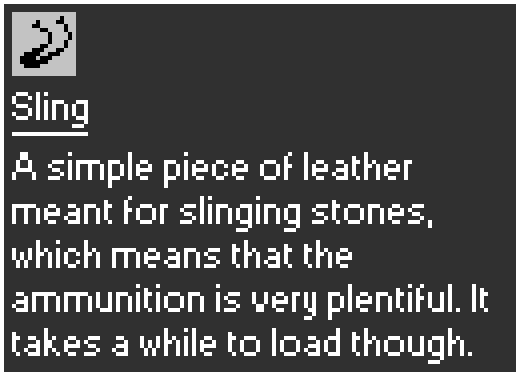 Sling
A simple piece of leather
meant for slinging stones,
which means that the
ammunition is very plentiful. It
takes a while to load though.